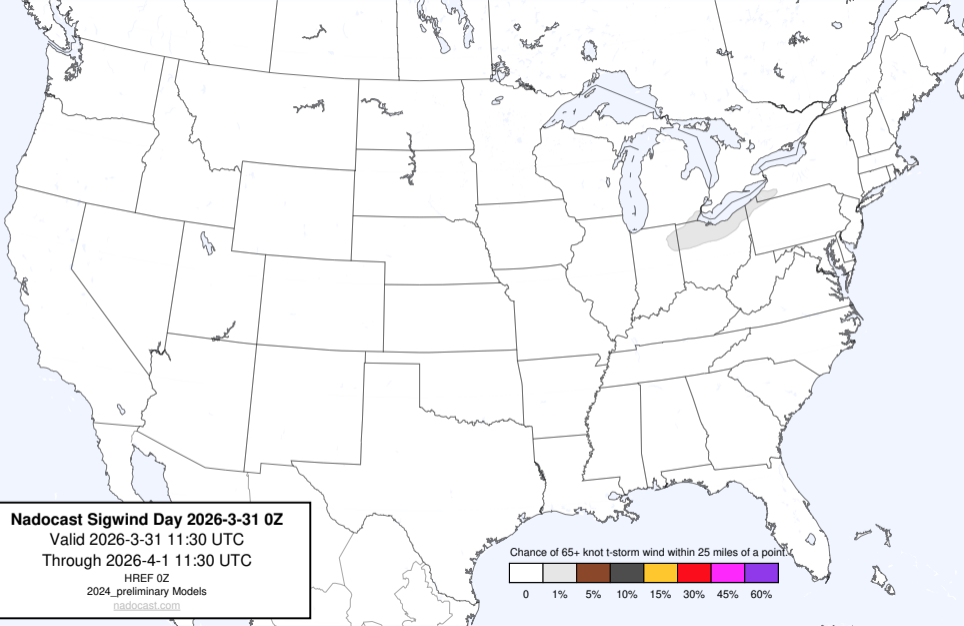 Nadocast Sigwind Day 2026-3-31 0Z
Valid 2026-3-31 11:30 UTC
Through 2026-4-1 11:30 UTC
HREF 0Z
2024_preliminary Models
nadocast.com
Chance of 65+ knot t-storm wind within 25 miles of a point.
0 1% 5% 10% 15% 30% 45% 60%